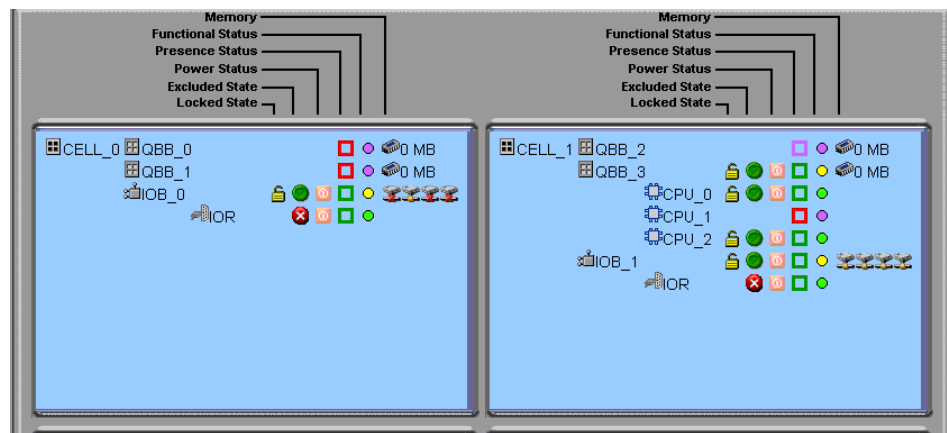 Memory
Functional Status
Presence Status
Power Status
Excluded State
Locked State
CELL_0 QBB_0 0 MB
QBB_1 0 MB
IOB_0
IOR
Memory
Functional Status
Presence Status
Power Status
Excluded State
Locked State
CELL_1 QBB_2 0 MB
QBB_3 0 MB
CPU_0
CPU_1
CPU_2
IOB_1
IOR